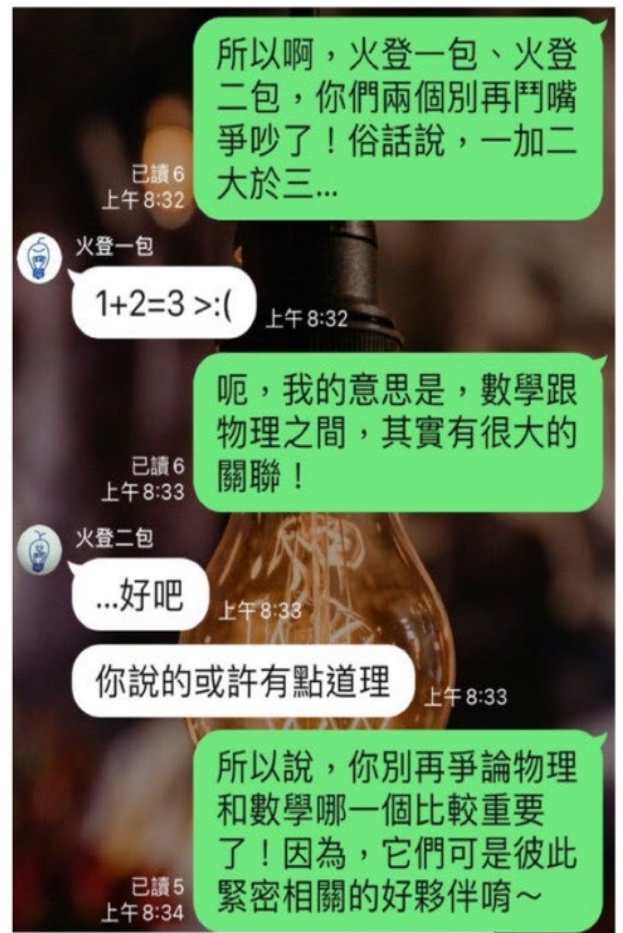 所以啊，火登一包、火登
二包，你們兩個別再鬥嘴
爭吵了！俗話說，一加二
大於三...
已讀6
上午8:32
火登一包
1+2=3 >:(
上午8:32
呃，我的意思是，數學跟
物理之間，其實有很大的
關聯！
已讀6
上午8:33
火登二包
...好吧
上午8:33
你說的或許有點道理
上午8:33
所以說，你別再爭論物理
和數學哪一個比較重要
了！因為，它們可是彼此
緊密相關的好夥伴唷～
已讀5
上午8:34